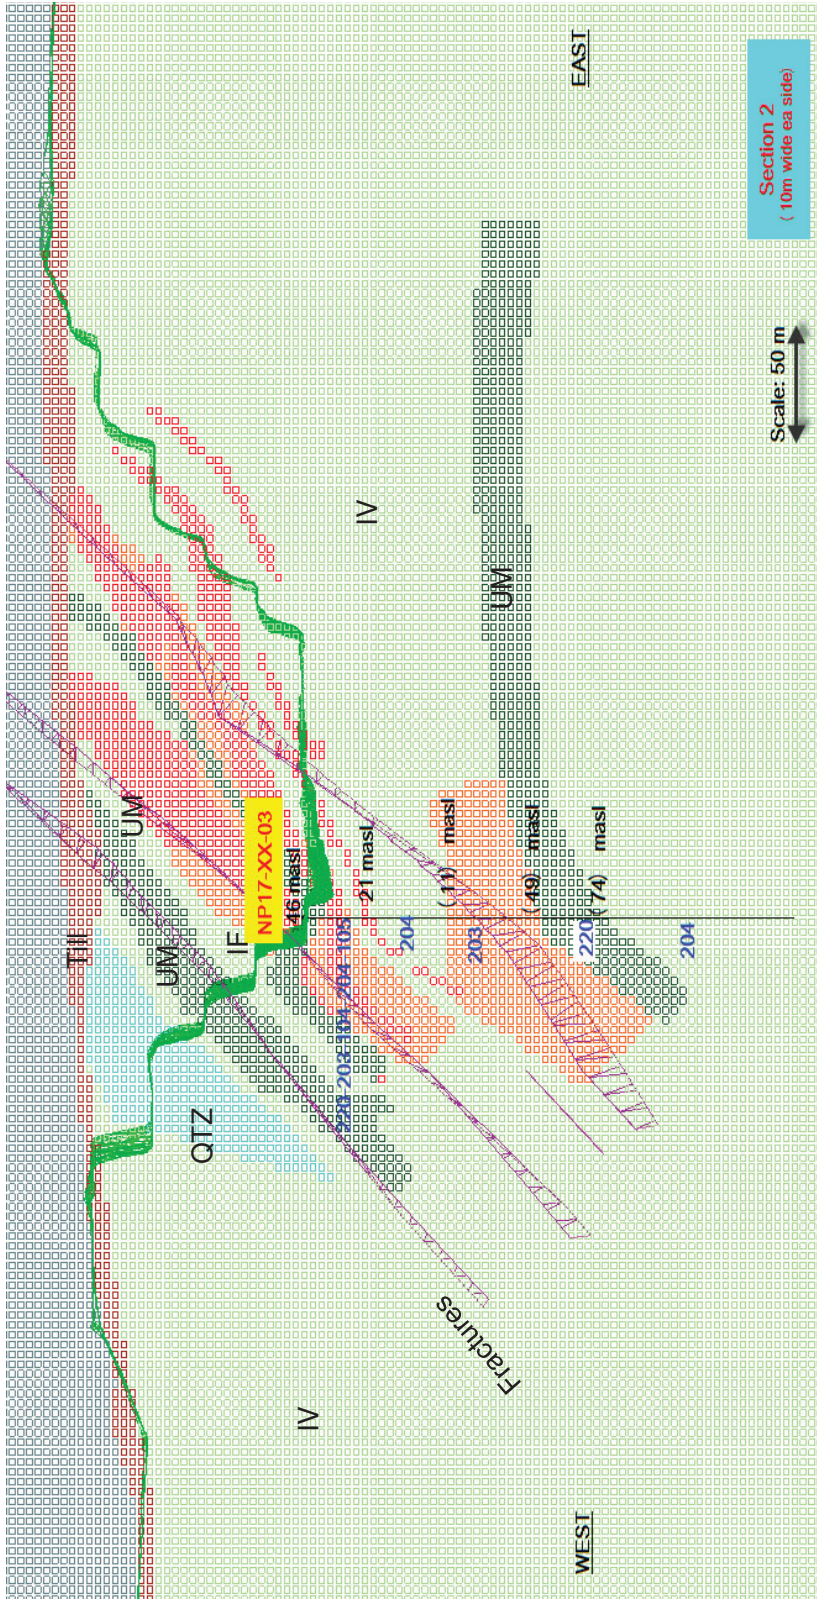 EAST
Section 2
( 10m wide ea side)
Scale: 50 m
IV
UM
UM
NP17-XX-03
46 masl
21 masl
( 11) masl
( 49) masl
( 74) masl
Till
UM
IF
105
204
104
203
220
204
203
220
204
QTZ
Fractures
IV
WEST